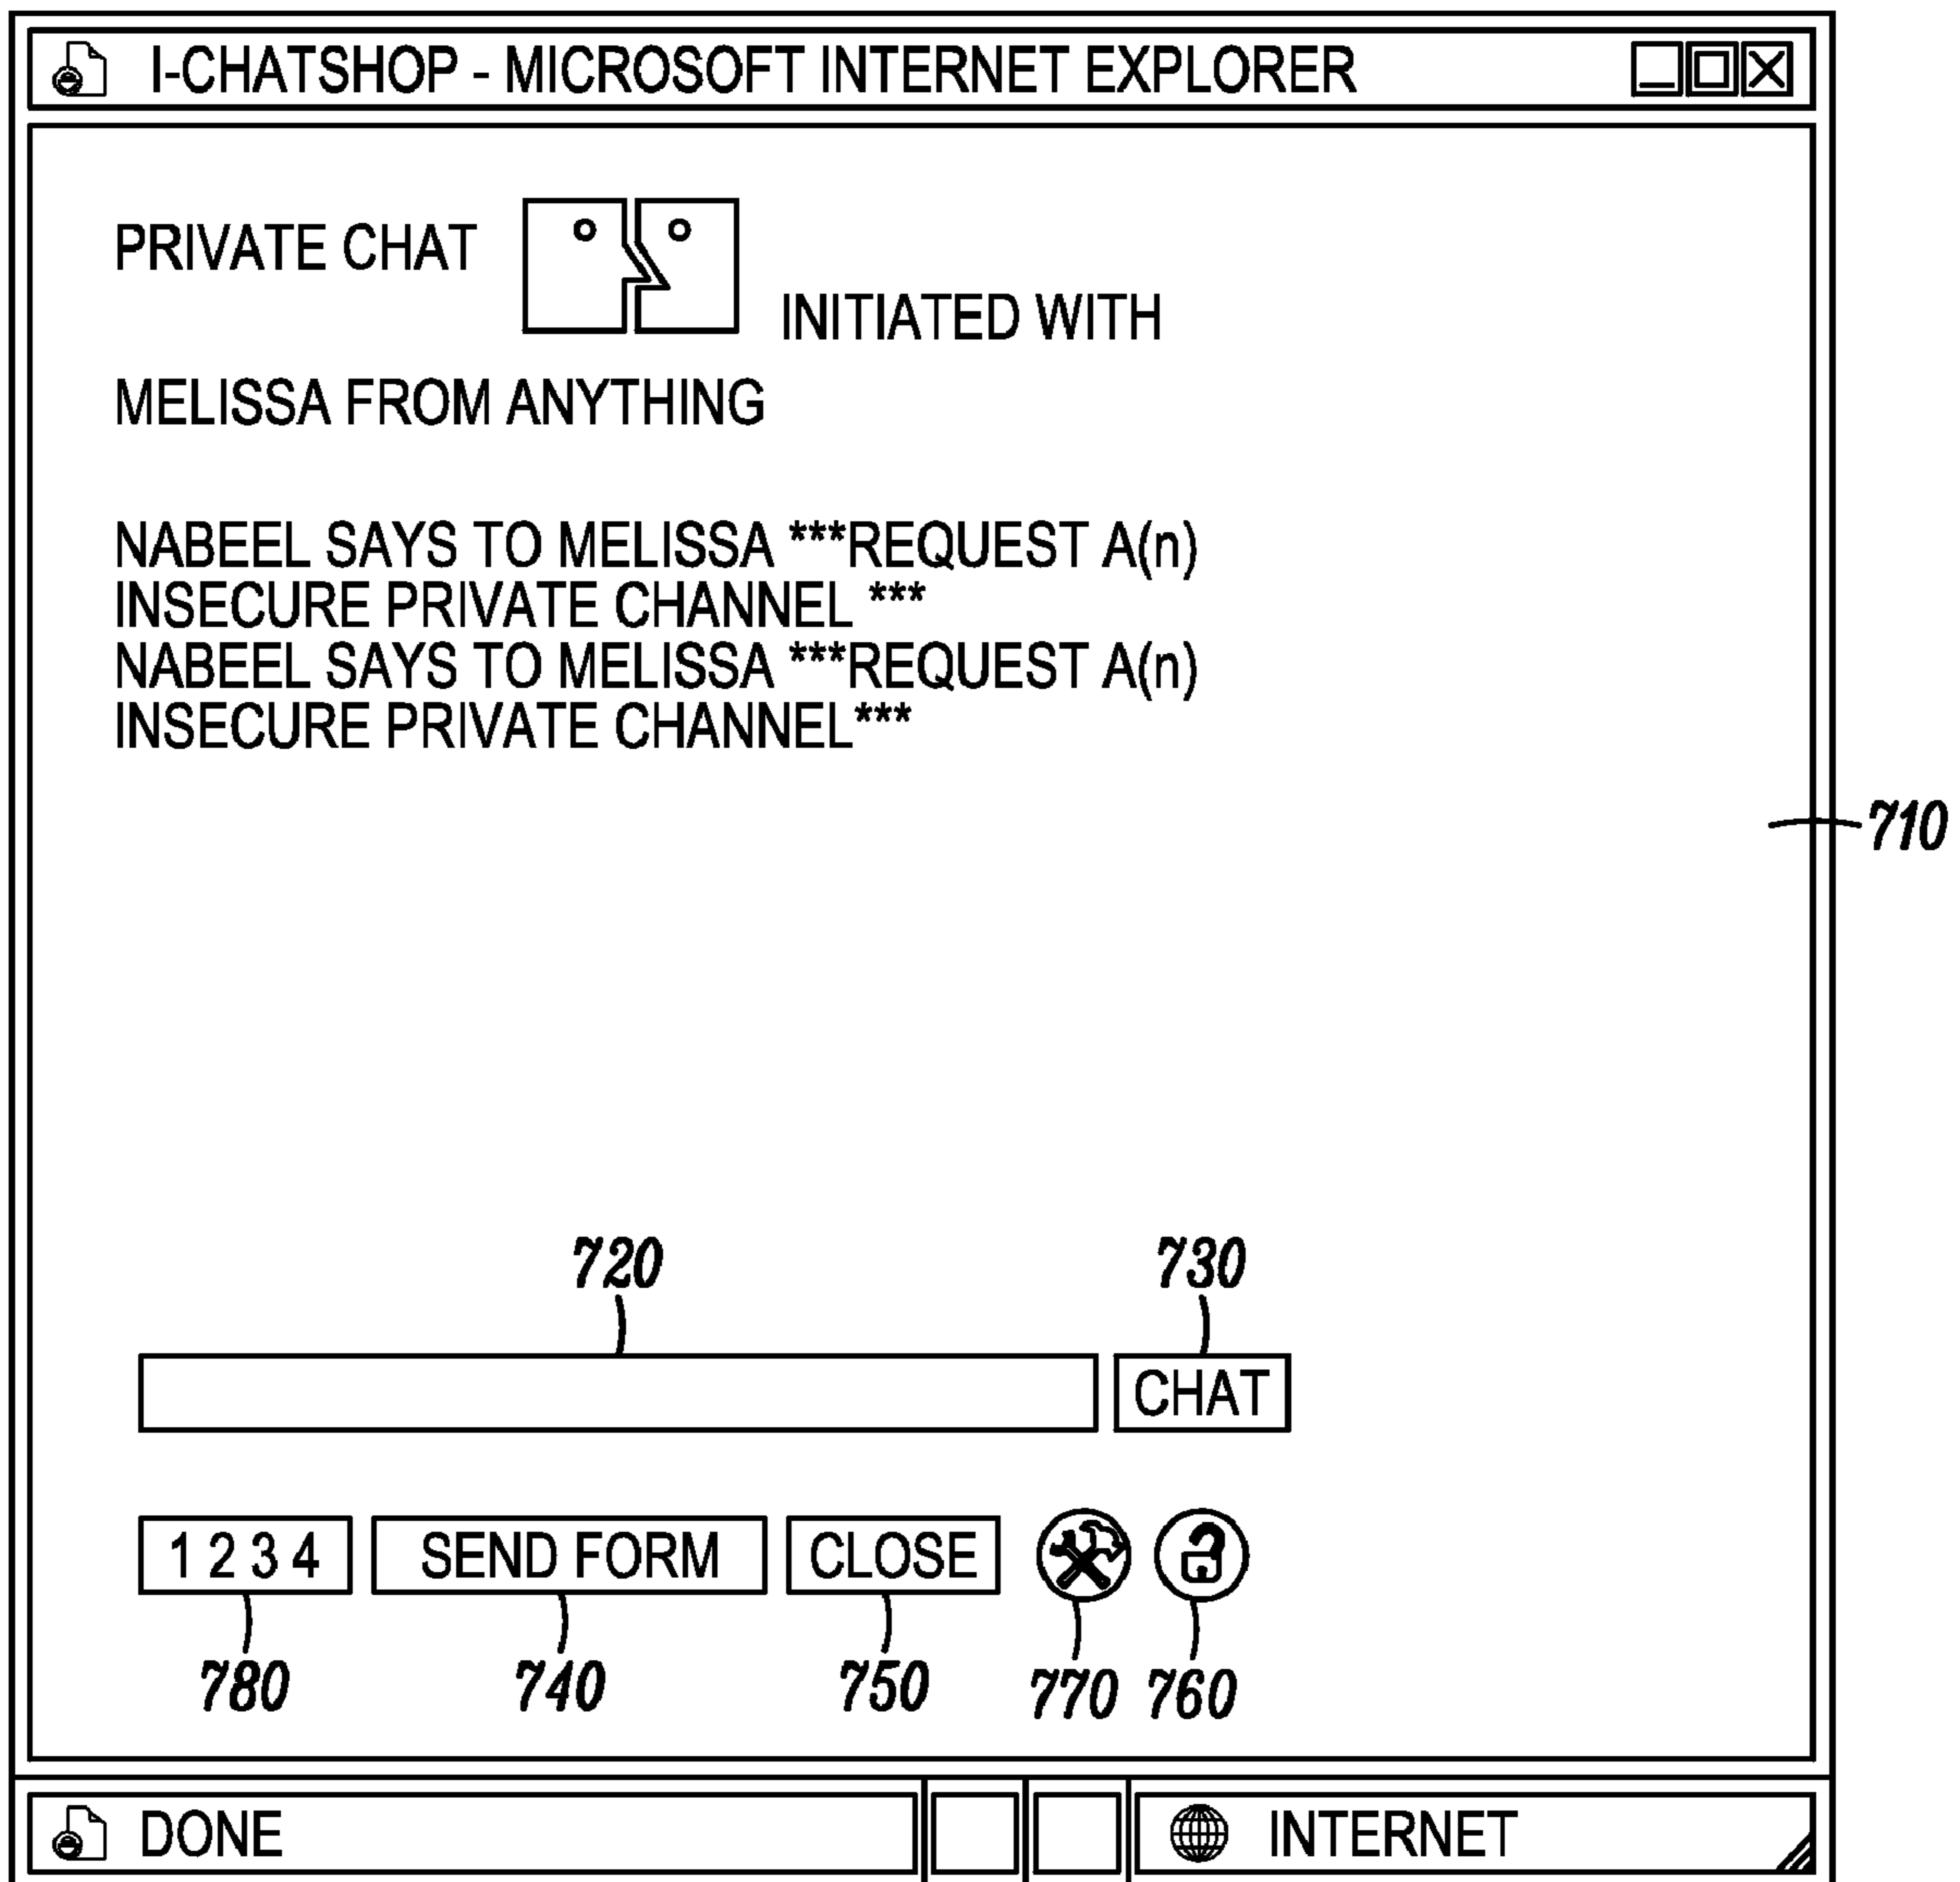 I-CHATSHOP - MICROSOFT INTERNET EXPLORER
PRIVATE CHAT
INITIATED WITH
MELISSA FROM ANYTHING
NABEEL SAYS TO MELISSA ***REQUEST A(n)
INSECURE PRIVATE CHANNEL ***
NABEEL SAYS TO MELISSA ***REQUEST A(n)
INSECURE PRIVATE CHANNEL***
710
720 730
CHAT
1 2 3 4 SEND FORM CLOSE
780 740 750 770 760
DONE INTERNET